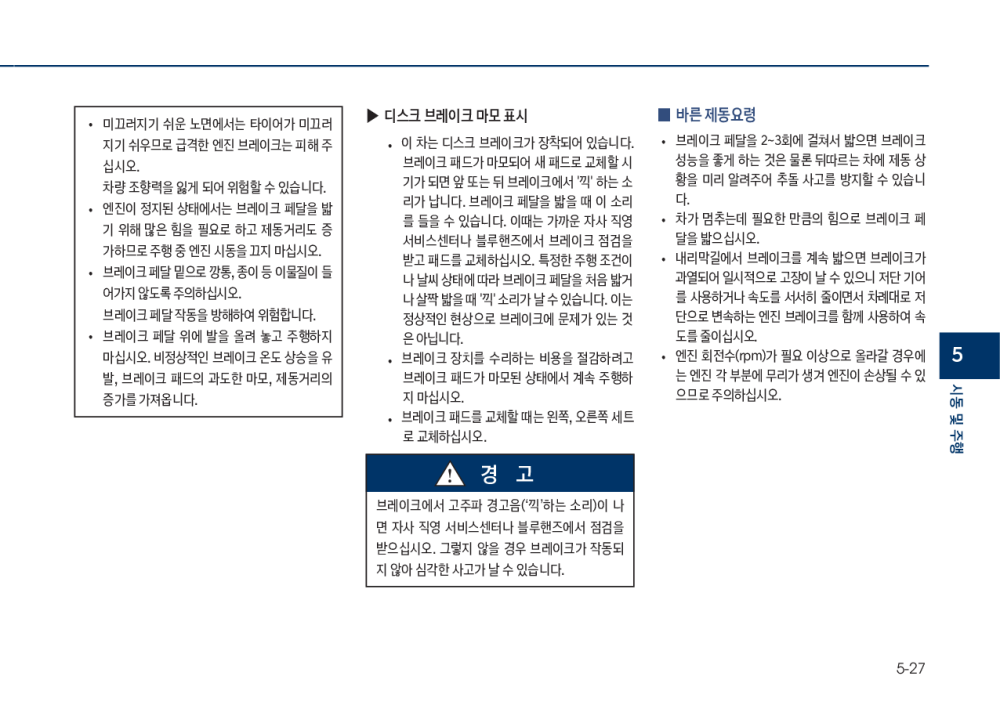 • 미끄러지기 쉬운 노면에서는 타이어가 미끄러
지기 쉬우므로 급격한 엔진 브레이크는 피해 주
십시오.
차량 조향력을 잃게 되어 위험할 수 있습니다.
• 엔진이 정지된 상태에서는 브레이크 페달을 밟
기 위해 많은 힘을 필요로 하고 제동거리도 증
가하므로 주행 중 엔진 시동을 끄지 마십시오.
• 브레이크 페달 밑으로 깡통, 종이 등 이물질이 들
어가지 않도록 주의하십시오.
브레이크 페달 작동을 방해하여 위험합니다.
• 브레이크 페달 위에 발을 올려 놓고 주행하지
마십시오. 비정상적인 브레이크 온도 상승을 유
발, 브레이크 패드의 과도한 마모, 제동거리의
증가를 가져옵니다.
▶ 디스크 브레이크 마모 표시
• 이 차는 디스크 브레이크가 장착되어 있습니다.
브레이크 패드가 마모되어 새 패드로 교체할 시
기가 되면 앞 또는 뒤 브레이크에서 '끽' 하는 소
리가 납니다. 브레이크 페달을 밟을 때 이 소리
를 들을 수 있습니다. 이때는 가까운 자사 직영
서비스센터나 블루핸즈에서 브레이크 점검을
받고 패드를 교체하십시오. 특정한 주행 조건이
나 날씨 상태에 따라 브레이크 페달을 처음 밟거
나 살짝 밟을 때 '끽' 소리가 날 수 있습니다. 이는
정상적인 현상으로 브레이크에 문제가 있는 것
은 아닙니다.
• 브레이크 장치를 수리하는 비용을 절감하려고
브레이크 패드가 마모된 상태에서 계속 주행하
지 마십시오.
• 브레이크 패드를 교체할 때는 왼쪽, 오른쪽 세트
로 교체하십시오.
경 고
브레이크에서 고주파 경고음(‘끽'하는 소리)이 나
면 자사 직영 서비스센터나 블루핸즈에서 점검을
받으십시오. 그렇지 않을 경우 브레이크가 작동되
지 않아 심각한 사고가 날 수 있습니다.
■ 바른 제동요령
• 브레이크 페달을 2~3회에 걸쳐서 밟으면 브레이크
성능을 좋게 하는 것은 물론 뒤따르는 차에 제동 상
황을 미리 알려주어 추돌 사고를 방지할 수 있습니
다.
• 차가 멈추는데 필요한 만큼의 힘으로 브레이크 페
달을 밟으십시오.
• 내리막길에서 브레이크를 계속 밟으면 브레이크가
과열되어 일시적으로 고장이 날 수 있으니 저단 기어
를 사용하거나 속도를 서서히 줄이면서 차례대로 저
단으로 변속하는 엔진 브레이크를 함께 사용하여 속
도를 줄이십시오.
• 엔진 회전수(rpm)가 필요 이상으로 올라갈 경우에
는 엔진 각 부분에 무리가 생겨 엔진이 손상될 수 있
으므로 주의하십시오.
5
시동 및 주행
5-27